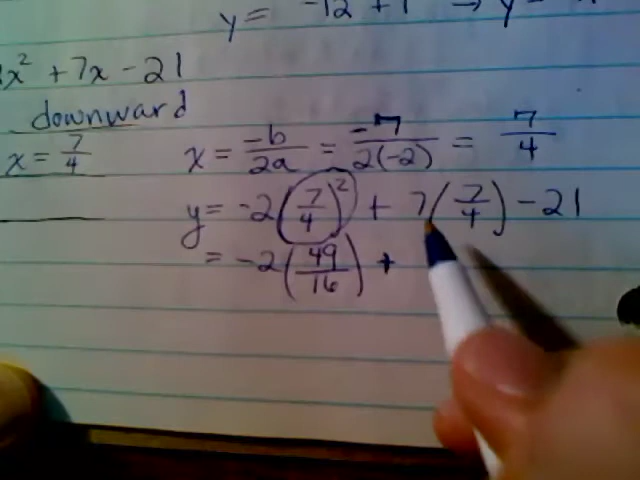 y = -12 + 1 → y =
x² + 7x - 21
downward
x = 7/4
x = -b/2a = -7/2(-2) = 7/4
y = -2(7/4)² + 7(7/4) - 21
= -2(49/16) +